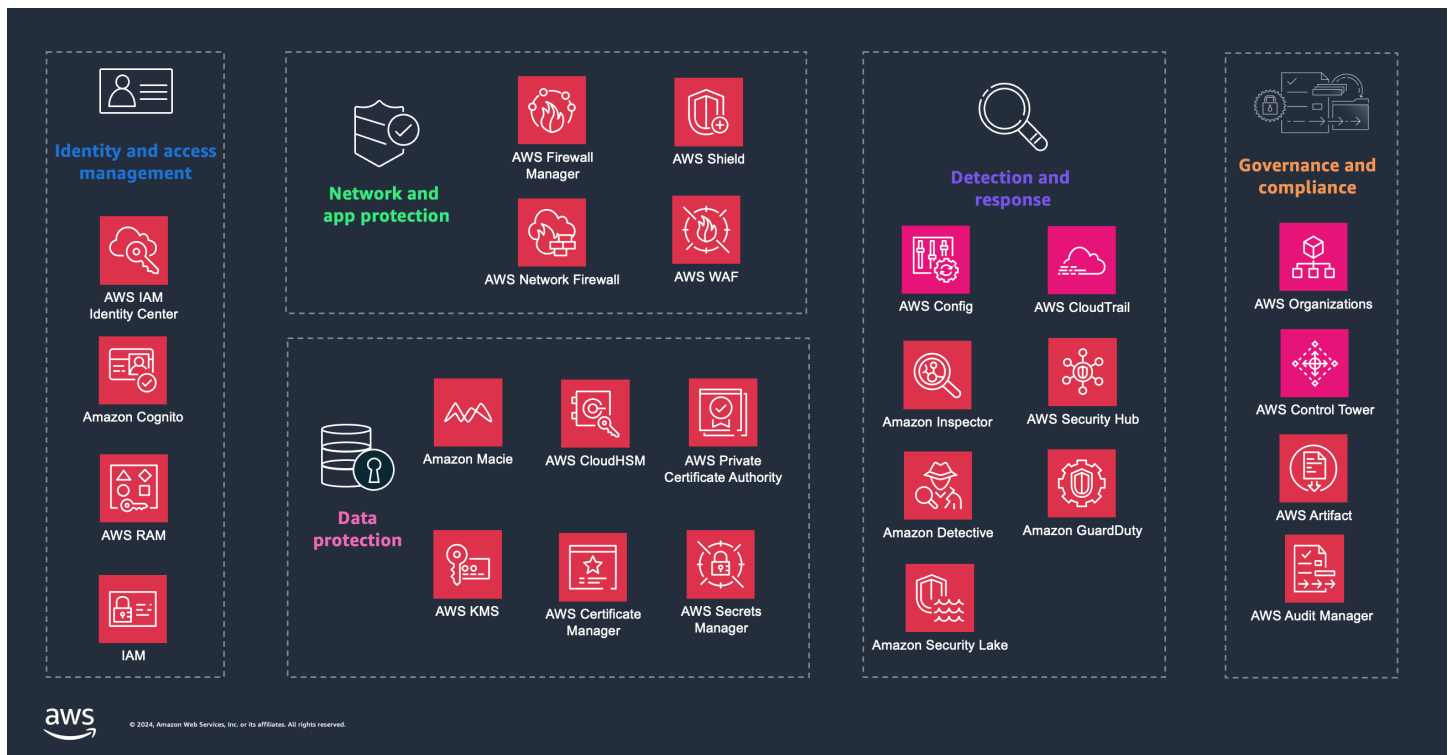 Identity and access
management
AWS IAM
Identity Center
Amazon Cognito
AWS RAM
IAM
Network and
app protection
AWS Firewall
Manager
AWS Shield
AWS Network Firewall
AWS WAF
Data
protection
Amazon Macie
AWS CloudHSM
AWS Private
Certificate Authority
AWS KMS
AWS Certificate
Manager
AWS Secrets
Manager
Detection and
response
AWS Config
AWS CloudTrail
Amazon Inspector
AWS Security Hub
Amazon Detective
Amazon GuardDuty
Amazon Security Lake
Governance and
compliance
AWS Organizations
AWS Control Tower
AWS Artifact
AWS Audit Manager
aws
© 2024, Amazon Web Services, Inc. or its affiliates. All rights reserved.